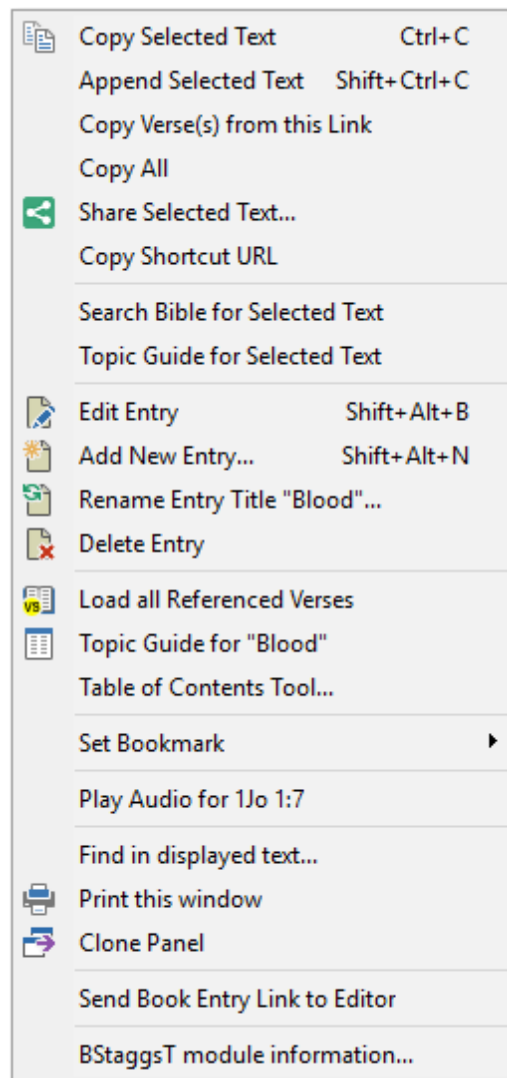 Copy Selected Text Ctrl+C
Append Selected Text Shift+Ctrl+C
Copy Verse(s) from this Link
Copy All
Share Selected Text...
Copy Shortcut URL
Search Bible for Selected Text
Topic Guide for Selected Text
Edit Entry Shift+Alt+B
Add New Entry... Shift+Alt+N
Rename Entry Title "Blood"...
Delete Entry
VS Load all Referenced Verses
Topic Guide for "Blood"
Table of Contents Tool...
Set Bookmark
Play Audio for 1Jo 1:7
Find in displayed text...
Print this window
Clone Panel
Send Book Entry Link to Editor
BStaggsT module information...